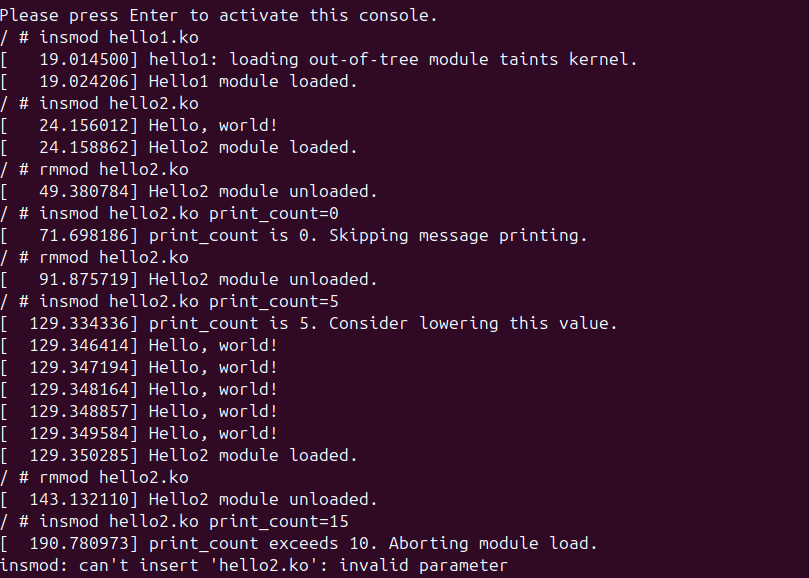 Please press Enter to activate this console.
/ # insmod hello1.ko
[   19.014500] hello1: loading out-of-tree module taints kernel.
[   19.024206] Hello1 module loaded.
/ # insmod hello2.ko
[   24.156012] Hello, world!
[   24.158862] Hello2 module loaded.
/ # rmmod hello2.ko
[   49.380784] Hello2 module unloaded.
/ # insmod hello2.ko print_count=0
[   71.698186] print_count is 0. Skipping message printing.
/ # rmmod hello2.ko
[   91.875719] Hello2 module unloaded.
/ # insmod hello2.ko print_count=5
[  129.334336] print_count is 5. Consider lowering this value.
[  129.346414] Hello, world!
[  129.347194] Hello, world!
[  129.348164] Hello, world!
[  129.348857] Hello, world!
[  129.349584] Hello, world!
[  129.350285] Hello2 module loaded.
/ # rmmod hello2.ko
[  143.132110] Hello2 module unloaded.
/ # insmod hello2.ko print_count=15
[  190.780973] print_count exceeds 10. Aborting module load.
insmod: can't insert 'hello2.ko': invalid parameter